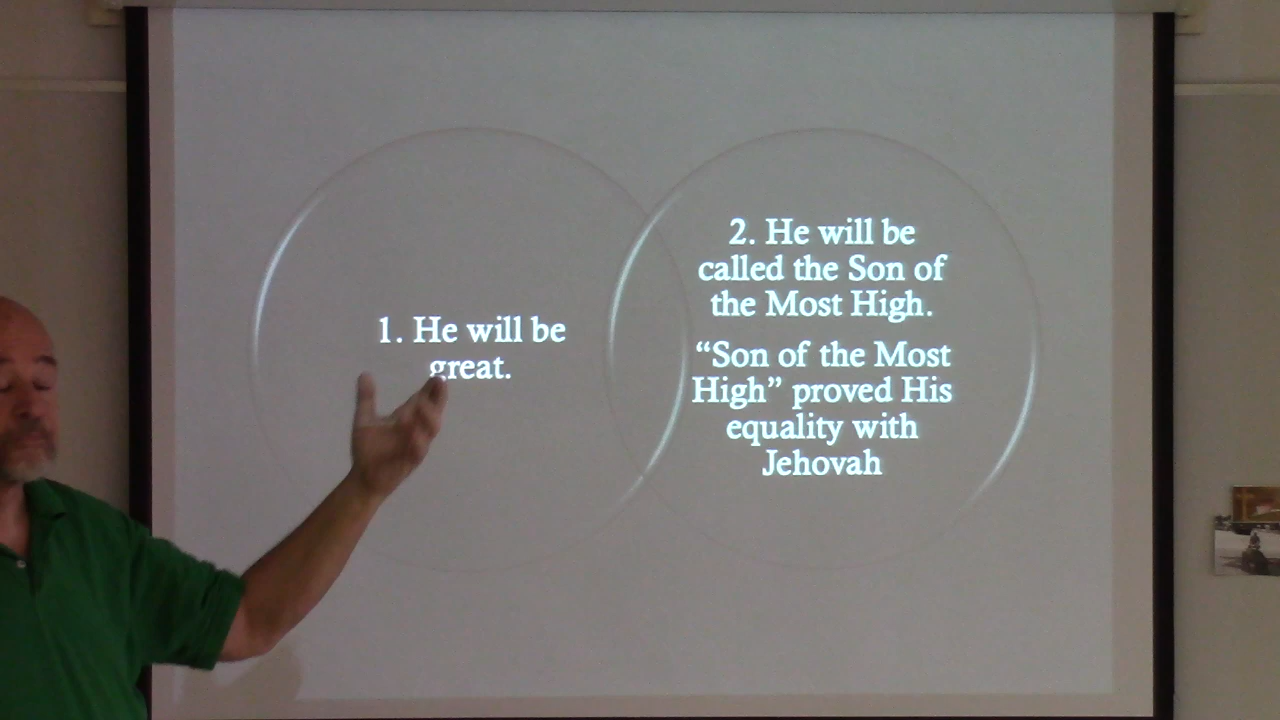 1. He will be
great.
2. He will be
called the Son of
the Most High.
“Son of the Most
High” proved His
equality with
Jehovah